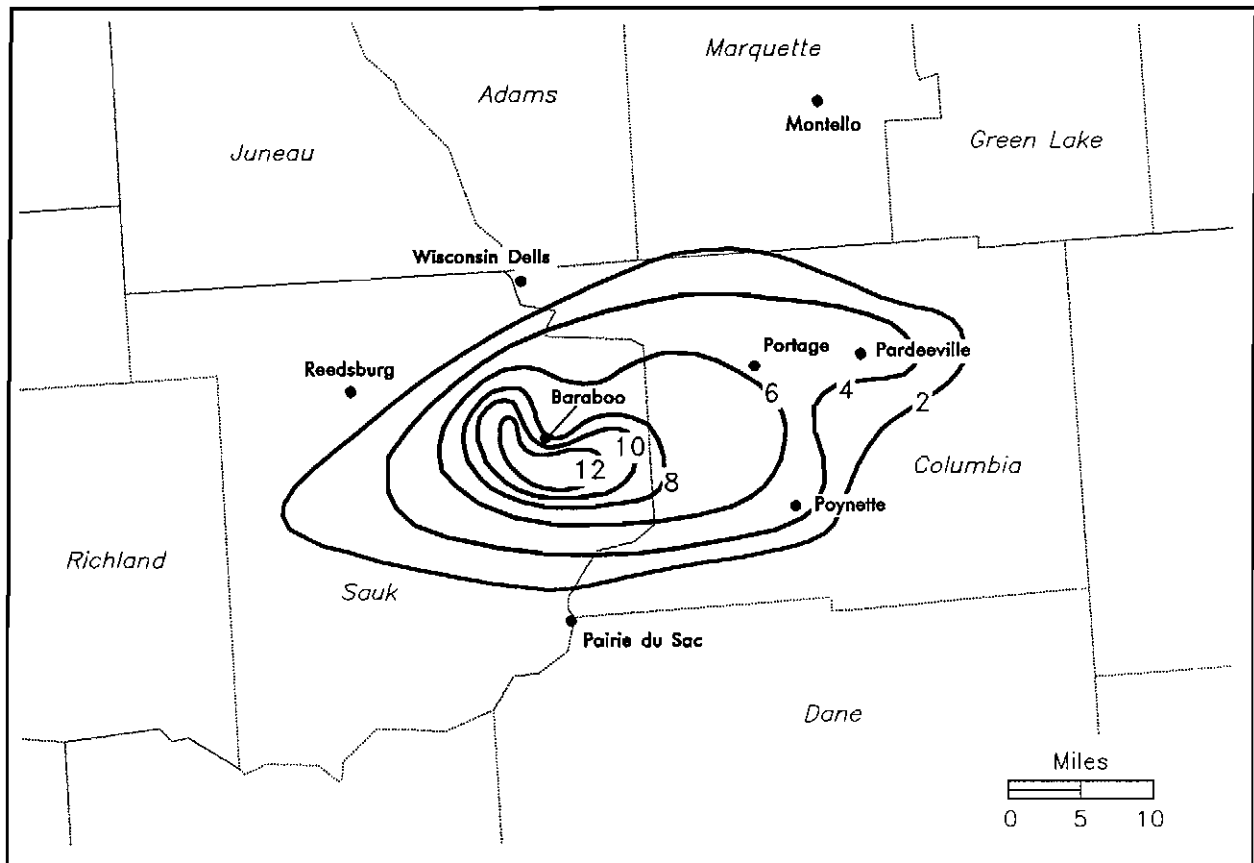 Marquette
Adams
Montello
Juneau
Green Lake
Wisconsin Dells
Portage
Pardeeville
Reedsburg
6
4
2
Baraboo
10
12
8
Columbia
Poynette
Richland
Sauk
Pairie du Sac
Dane
Miles
0 5 10